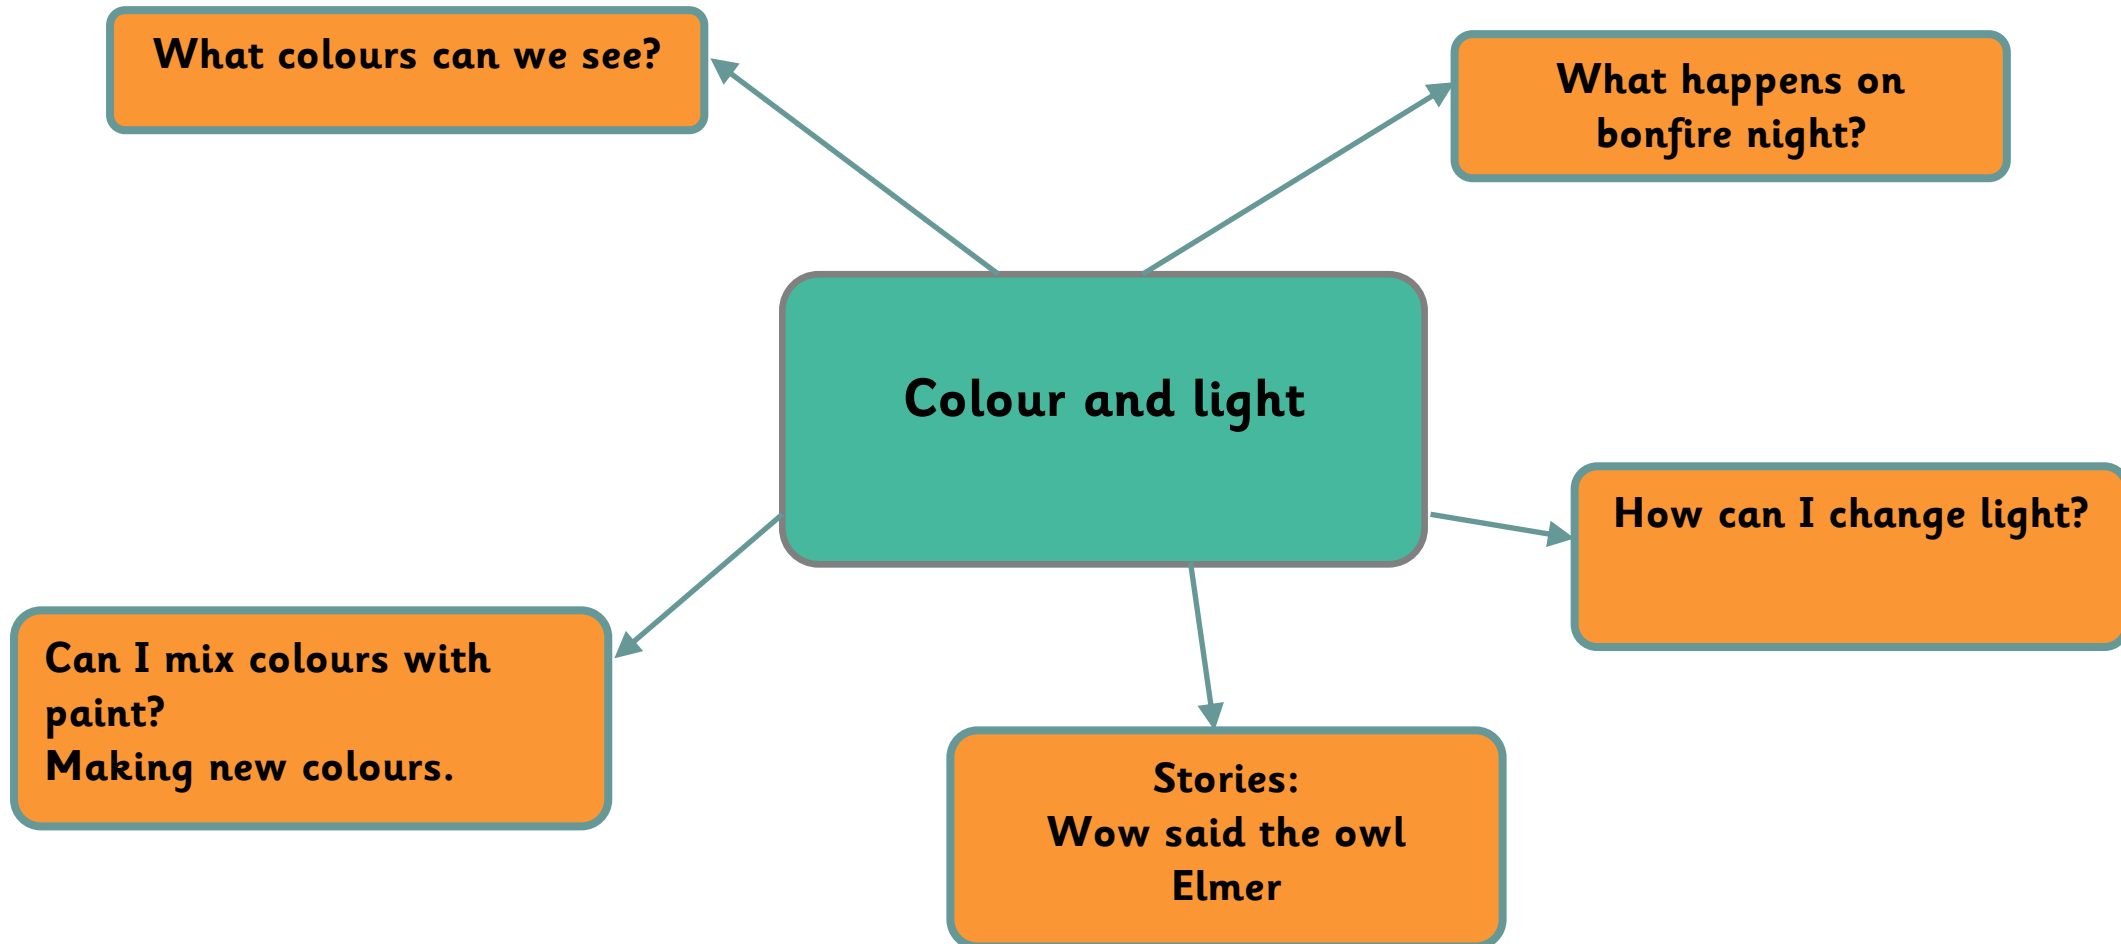 What colours can we see?
What happens on
bonfire night?
Colour and light
How can I change light?
Can I mix colours with
paint?
Making new colours.
Stories:
Wow said the owl
Elmer